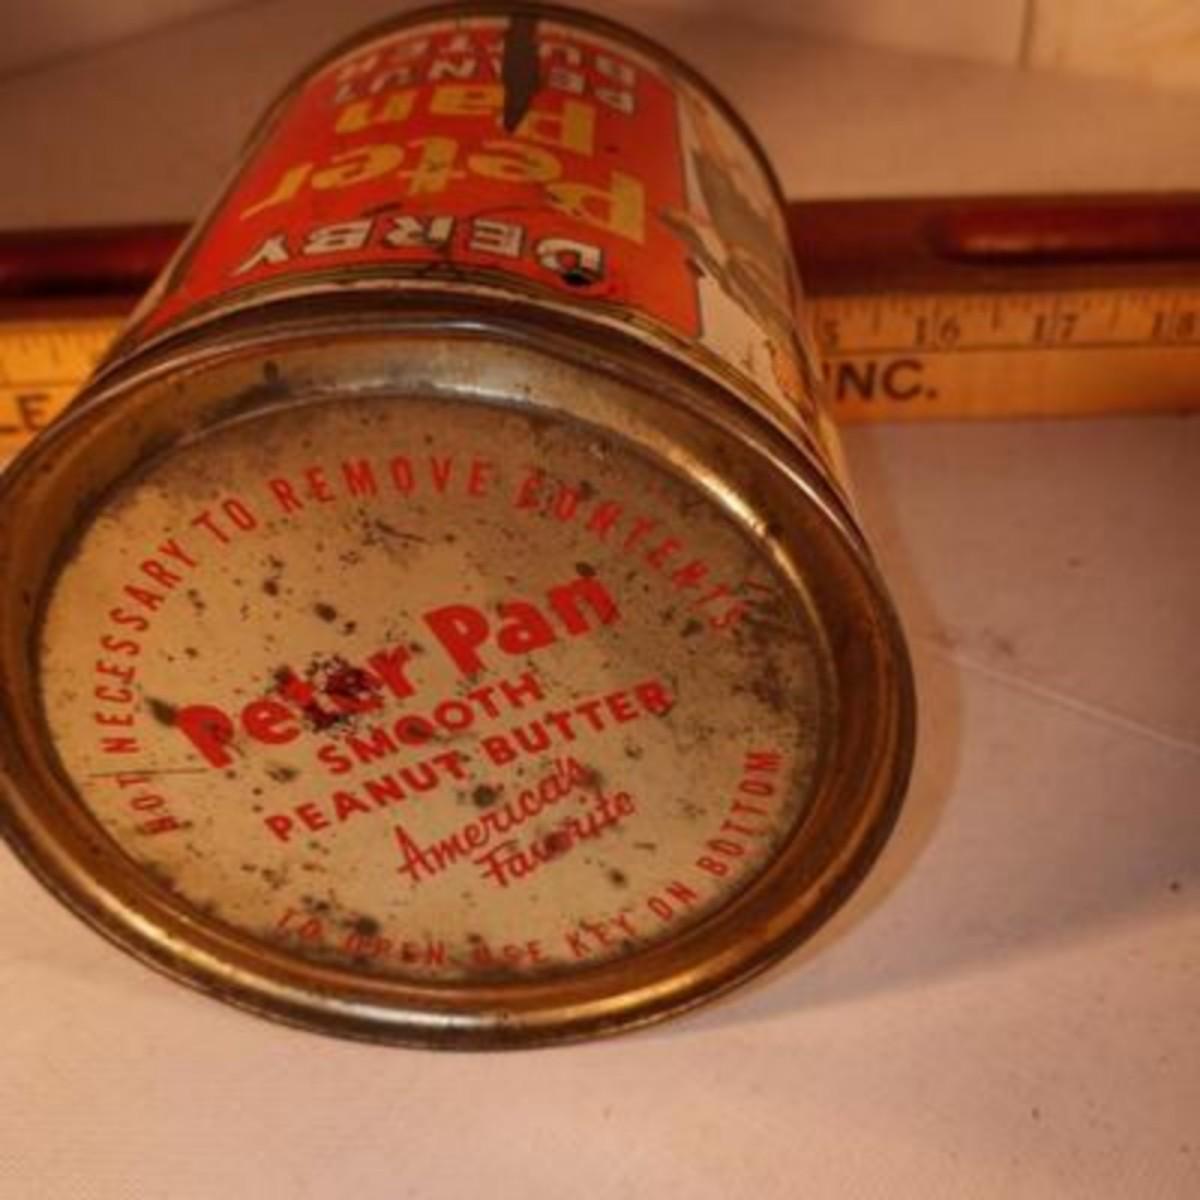 PEANUT
BUTTER
Peter
Pan
DERBY
16 17 18
INC.
NOT NECESSARY TO REMOVE CONTENTS
Peter Pan
SMOOTH
PEANUT BUTTER
America's
Favorite
TO OPEN USE KEY ON BOTTOM